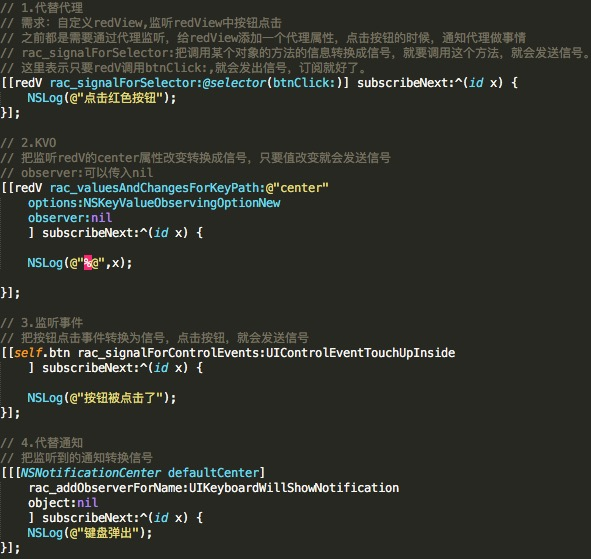 // 1.代替代理
// 需求：自定义redView,监听redView中按钮点击
// 之前都是需要通过代理监听，给redView添加一个代理属性，点击按钮的时候，通知代理做事情
// rac_signalForSelector:把调用某个对象的方法的信息转换成信号，就要调用这个方法，就会发送信号。
// 这里表示只要redV调用btnClick:,就会发出信号，订阅就好了。
[[redV rac_signalForSelector:@selector(btnClick:)] subscribeNext:^(id x) {
    NSLog(@"点击红色按钮");
}];

// 2.KVO
// 把监听redV的center属性改变转换成信号，只要值改变就会发送信号
// observer:可以传入nil
[[redV rac_valuesAndChangesForKeyPath:@"center"
    options:NSKeyValueObservingOptionNew
    observer:nil
    ] subscribeNext:^(id x) {

    NSLog(@"%@",x);

}];

// 3.监听事件
// 把按钮点击事件转换为信号，点击按钮，就会发送信号
[[self.btn rac_signalForControlEvents:UIControlEventTouchUpInside
    ] subscribeNext:^(id x) {

    NSLog(@"按钮被点击了");
}];

// 4.代替通知
// 把监听到的通知转换信号
[[[NSNotificationCenter defaultCenter]
    rac_addObserverForName:UIKeyboardWillShowNotification
    object:nil
    ] subscribeNext:^(id x) {
    NSLog(@"键盘弹出");
}];